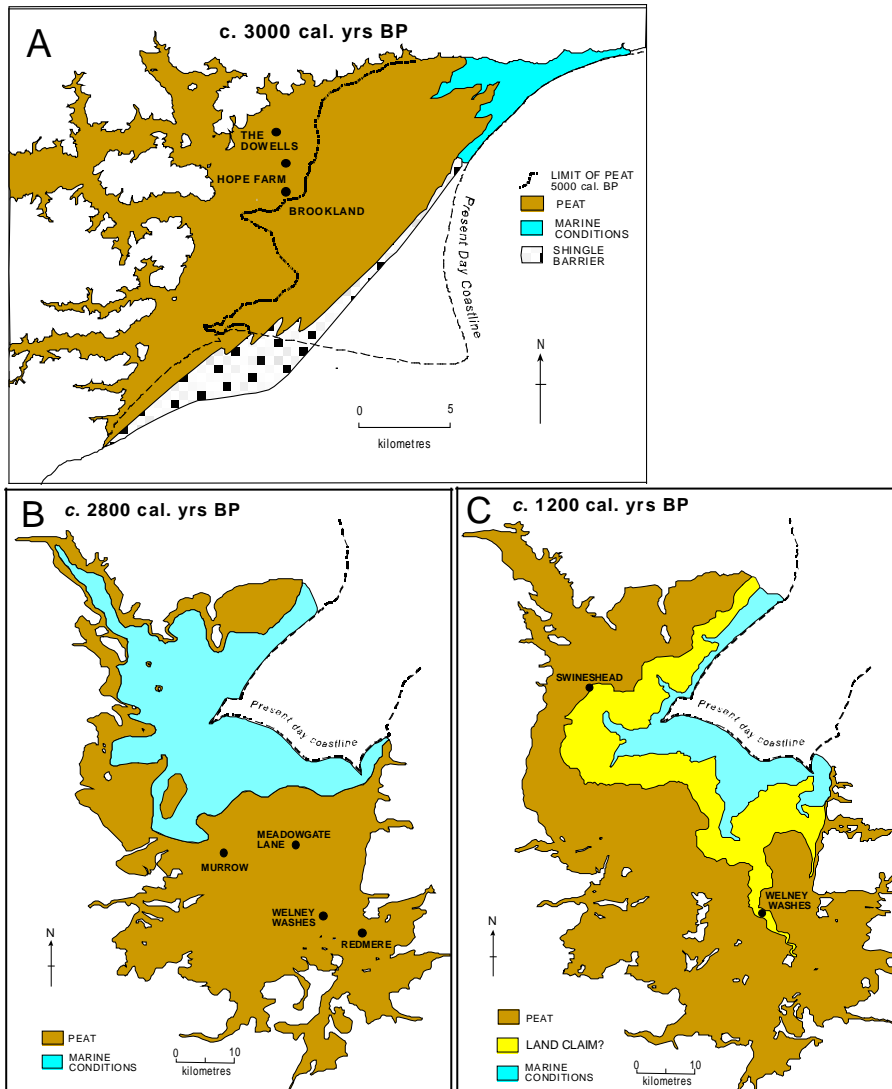 A
c. 3000 cal. yrs BP
THE
DOWELLS
HOPE FARM
BROOKLAND
Present Day Coastline
LIMIT OF PEAT
5000 cal. BP
PEAT
MARINE
CONDITIONS
SHINGLE
BARRIER
N
0 5
kilometres
B
c. 2800 cal. yrs BP
Present day coastline
MEADOWGATE
LANE
MURROW
WELNEY
WASHES
REDMERE
N
PEAT
MARINE
CONDITIONS
0 10
kilometres
C
c. 1200 cal. yrs BP
SWINESHEAD
Present day coastline
WELNEY
WASHES
N
PEAT
LAND CLAIM?
MARINE
CONDITIONS
0 10
kilometres